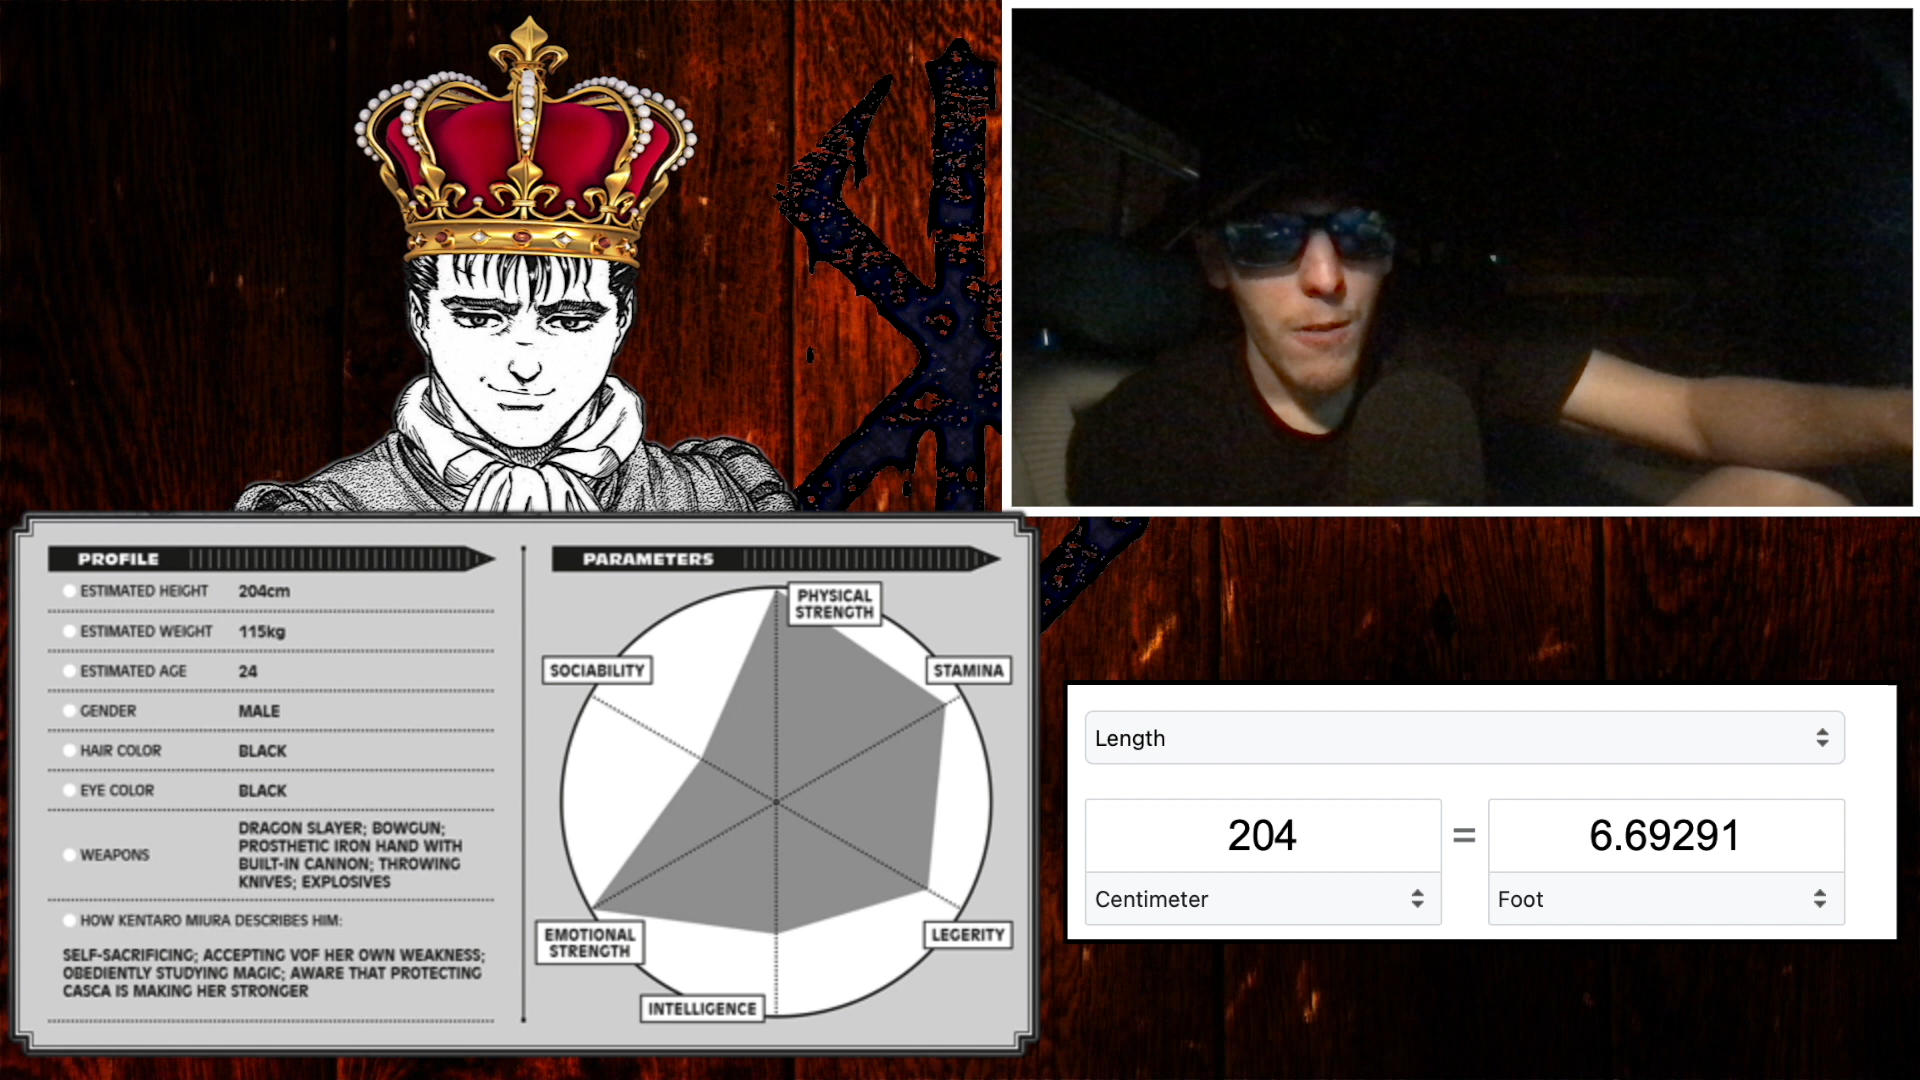 PROFILE
ESTIMATED HEIGHT 204cm
ESTIMATED WEIGHT 115kg
ESTIMATED AGE 24
GENDER MALE
HAIR COLOR BLACK
EYE COLOR BLACK
WEAPONS
DRAGON SLAYER; BOWGUN;
PROSTHETIC IRON HAND WITH
BUILT-IN CANNON; THROWING
KNIVES; EXPLOSIVES
HOW KENTARO MIURA DESCRIBES HIM:
SELF-SACRIFICING; ACCEPTING VOF HER OWN WEAKNESS;
OBEDIENTLY STUDYING MAGIC; AWARE THAT PROTECTING
CASCA IS MAKING HER STRONGER
PARAMETERS
PHYSICAL
STRENGTH
SOCIABILITY
STAMINA
EMOTIONAL
STRENGTH
LEGERITY
INTELLIGENCE
Length
204 = 6.69291
Centimeter
Foot